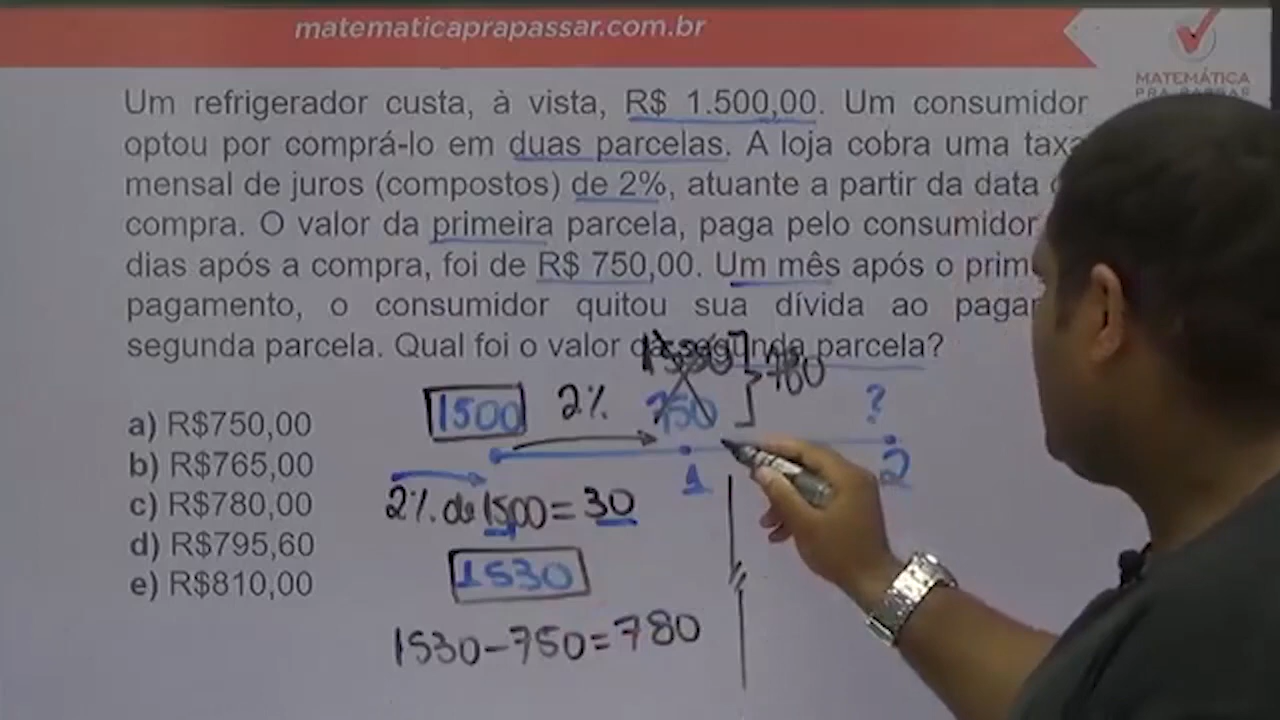 matematicaprapassar.com.br
MATEMÁTICA
PRA PASSAR
Um refrigerador custa, à vista, R$ 1.500,00. Um consumidor
optou por comprá-lo em duas parcelas. A loja cobra uma taxa
mensal de juros (compostos) de 2%, atuante a partir da data
compra. O valor da primeira parcela, paga pelo consumidor
dias após a compra, foi de R$ 750,00. Um mês após o
pagamento, o consumidor quitou sua dívida ao
segunda parcela. Qual foi o valor da segunda parcela?
a) R$750,00
b) R$765,00
c) R$780,00
d) R$795,60
e) R$810,00
1500 2% 1530 750 780 ?
1 2
2% de 1500 = 30
1530
1530-750=780